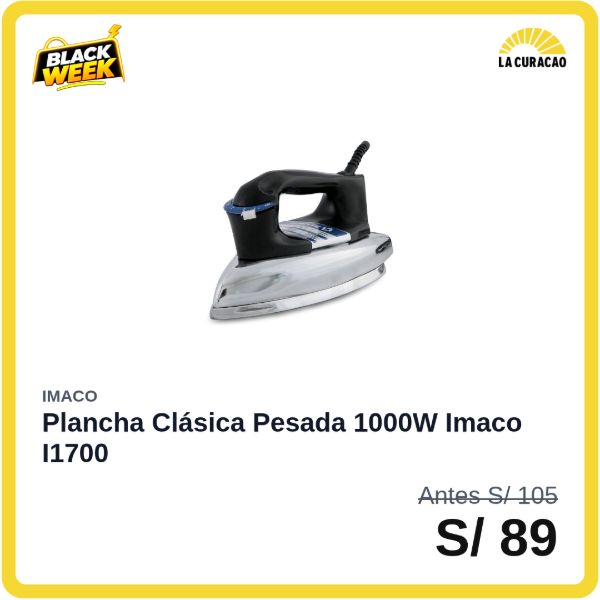 BLACK
WEEK
LA CURACAO
IMACO
Plancha Clásica Pesada 1000W Imaco
I1700
Antes S/ 105
S/ 89